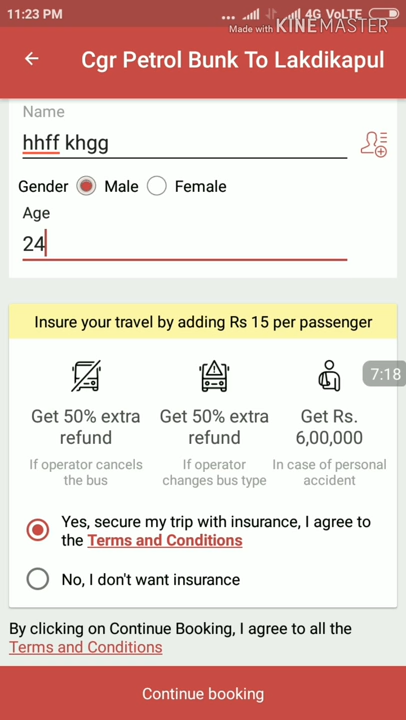 11:23 PM ... 4G VoLTE
Made with KINEMASTER
Cgr Petrol Bunk To Lakdikapul
Name
hhff khgg
Gender Male Female
Age
24
Insure your travel by adding Rs 15 per passenger
7:18
Get 50% extra refund
If operator cancels the bus
Get 50% extra refund
If operator changes bus type
Get Rs. 6,00,000
In case of personal accident
Yes, secure my trip with insurance, I agree to
the Terms and Conditions
No, I don't want insurance
By clicking on Continue Booking, I agree to all the
Terms and Conditions
Continue booking